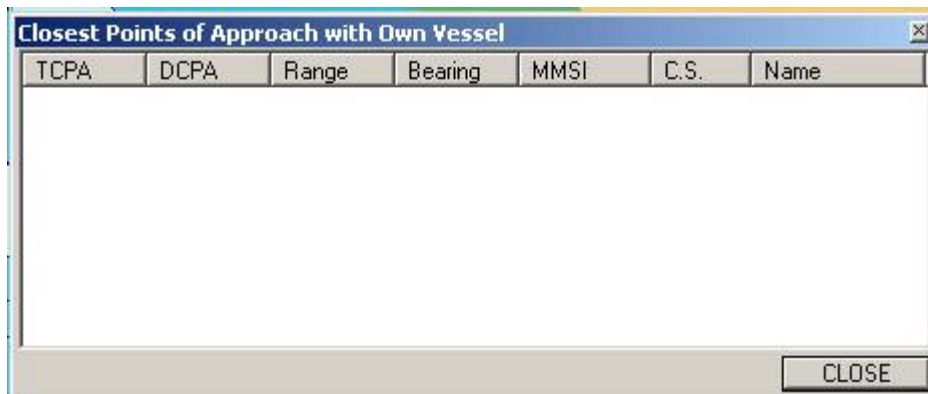 Closest Points of Approach with Own Vessel
TCPA DCPA Range Bearing MMSI C.S. Name
CLOSE